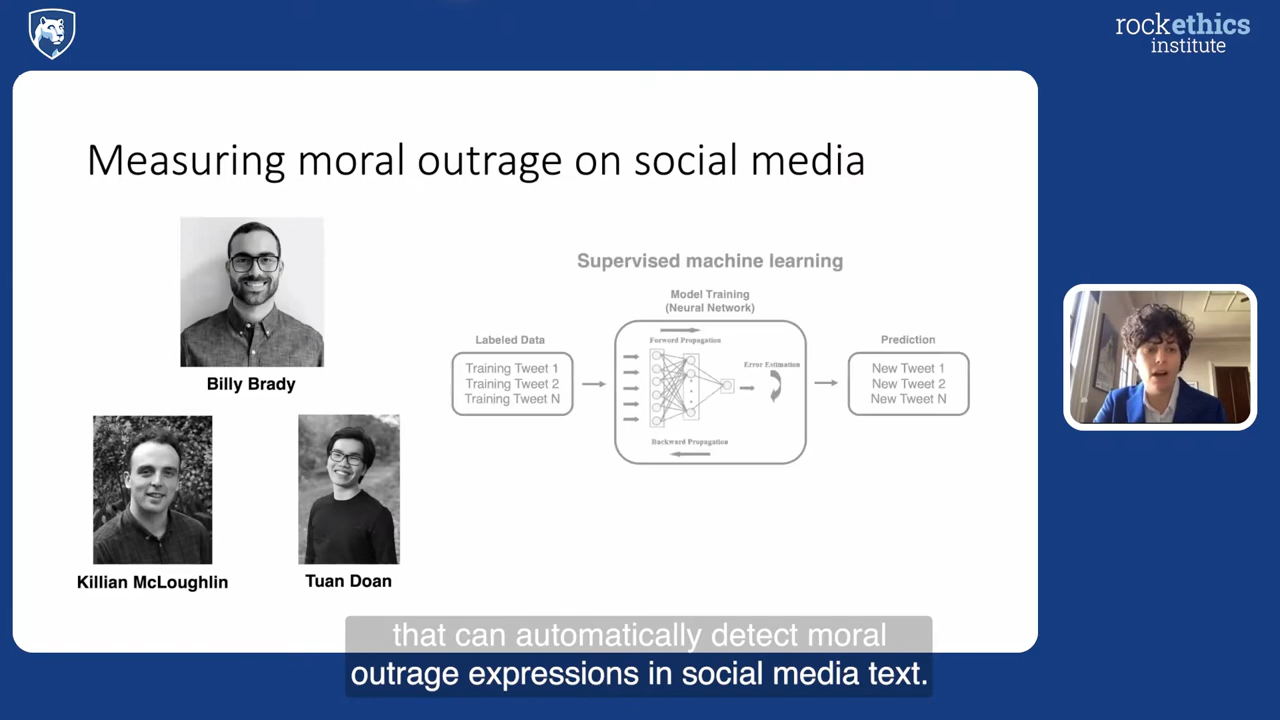 rockethics
institute
Measuring moral outrage on social media
Billy Brady
Killian McLoughlin
Tuan Doan
Supervised machine learning
Model Training
(Neural Network)
Labeled Data
Training Tweet 1
Training Tweet 2
Training Tweet N
Forword Propagation
Error Estimation
Backward Propagation
Prediction
New Tweet 1
New Tweet 2
New Tweet N
that can automatically detect moral
outrage expressions in social media text.